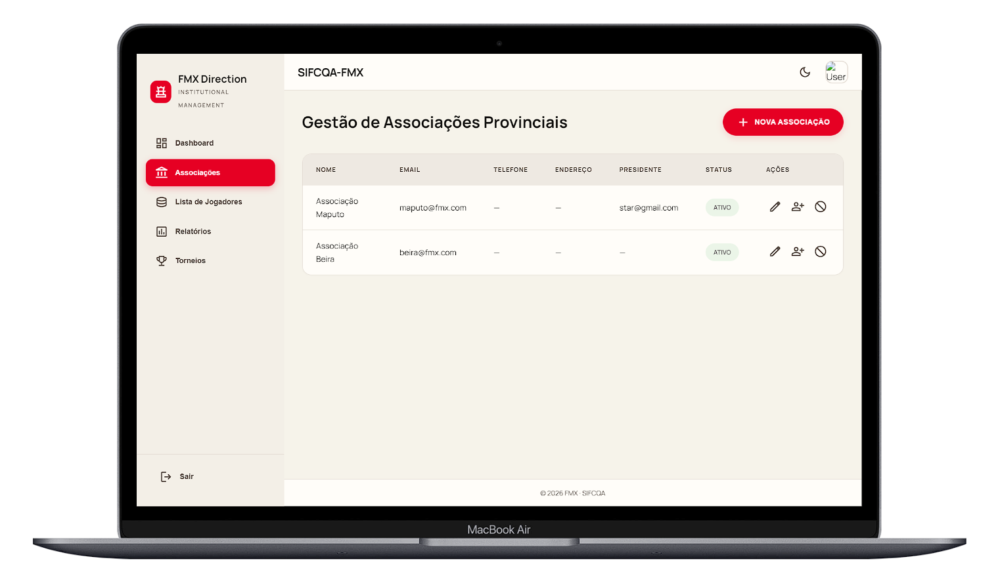 FMX Direction
INSTITUTIONAL
MANAGEMENT
Dashboard
Associações
Lista de Jogadores
Relatórios
Torneios
Sair
SIFCQA-FMX
User
Gestão de Associações Provinciais
NOVA ASSOCIAÇÃO
NOME EMAIL TELEFONE ENDEREÇO PRESIDENTE STATUS AÇÕES
Associação
Maputo
maputo@fmx.com — — star@gmail.com ATIVO
Associação
Beira
beira@fmx.com — — — ATIVO
© 2026 FMX · SIFCQA
MacBook Air